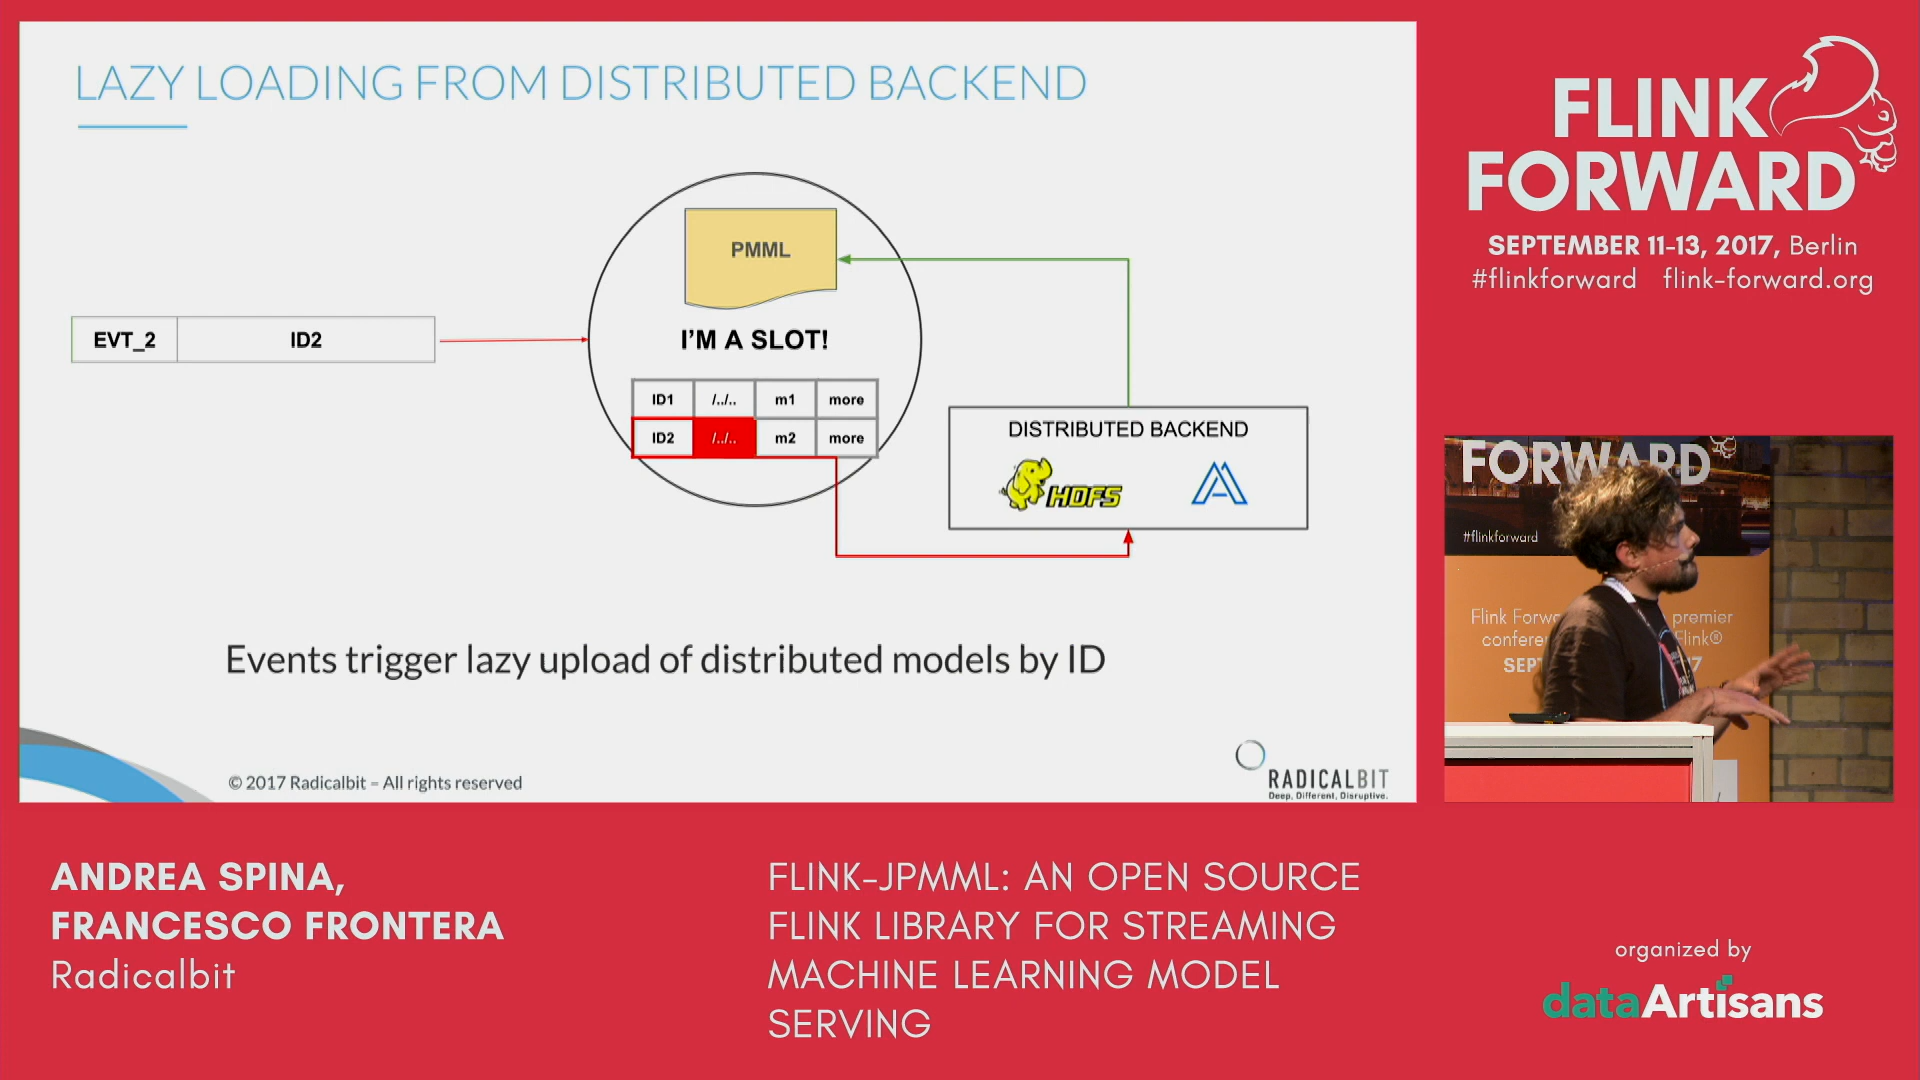 LAZY LOADING FROM DISTRIBUTED BACKEND
PMML
EVT_2 ID2
I'M A SLOT!
ID1 /../.. m1 more
ID2 /../.. m2 more
DISTRIBUTED BACKEND
HDFS
Events trigger lazy upload of distributed models by ID
© 2017 Radicalbit – All rights reserved
RADICALBIT
Deep, Different, Disruptive.
FLINK
FORWARD
SEPTEMBER 11-13, 2017, Berlin
#flinkforward flink-forward.org
FORWARD
#flinkforward
Flink Forw premier
confere Flink®
SEP 17
ANDREA SPINA,
FRANCESCO FRONTERA
Radicalbit
FLINK-JPMML: AN OPEN SOURCE
FLINK LIBRARY FOR STREAMING
MACHINE LEARNING MODEL
SERVING
organized by
dataArtisans